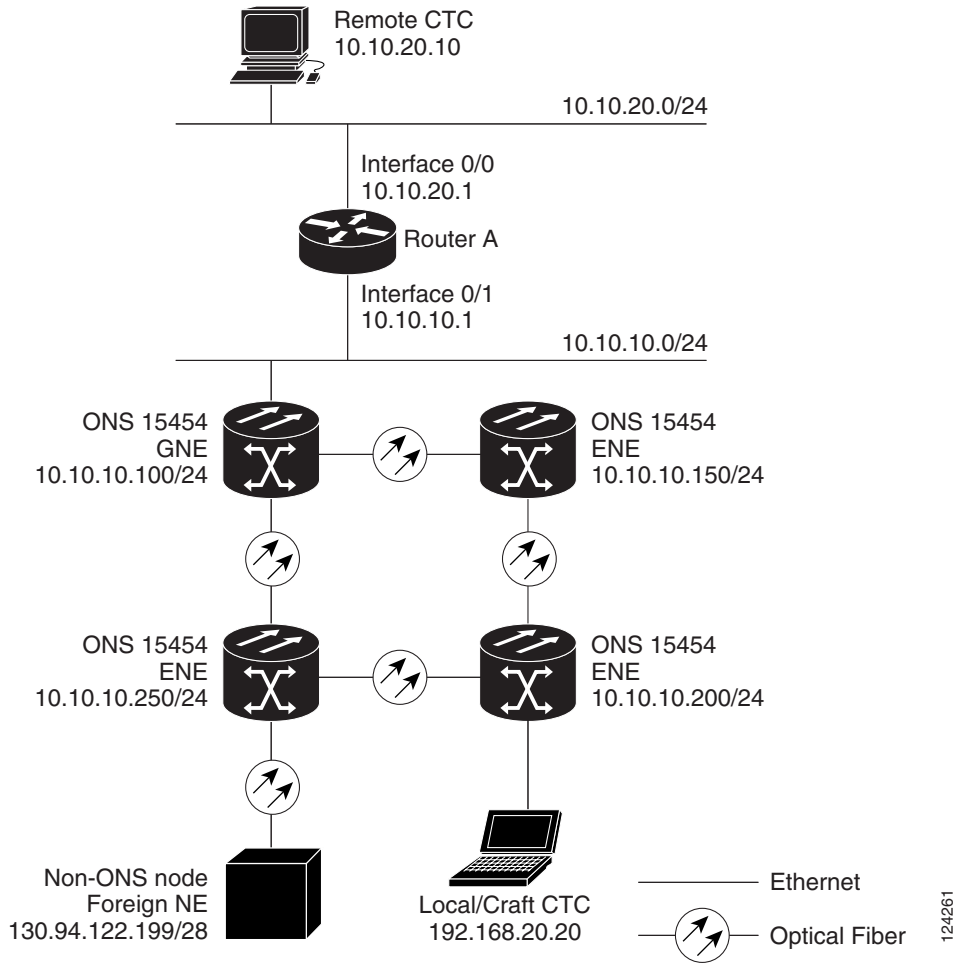 Remote CTC
10.10.20.10
10.10.20.0/24
Interface 0/0
10.10.20.1
Router A
Interface 0/1
10.10.10.1
10.10.10.0/24
ONS 15454
GNE
10.10.10.100/24
ONS 15454
ENE
10.10.10.150/24
ONS 15454
ENE
10.10.10.250/24
ONS 15454
ENE
10.10.10.200/24
Non-ONS node
Foreign NE
130.94.122.199/28
Local/Craft CTC
192.168.20.20
Ethernet
Optical Fiber
124261